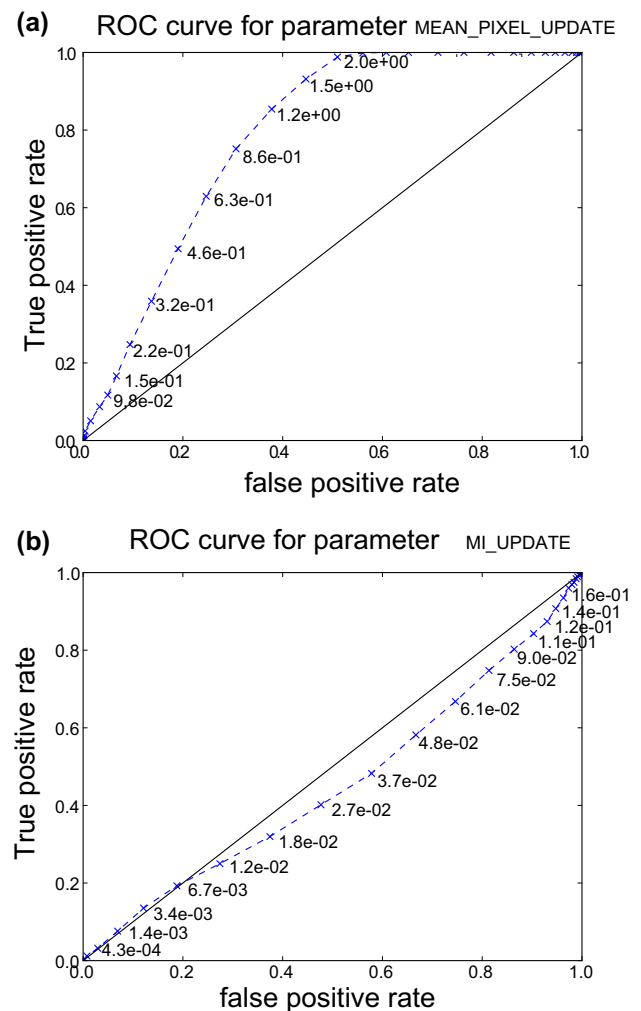 (a) ROC curve for parameter MEAN_PIXEL_UPDATE
1.0
2.0e+00
1.5e+00
1.2e+00
0.8
8.6e-01
6.3e-01
0.6
4.6e-01
0.4
3.2e-01
2.2e-01
0.2
1.5e-01
9.8e-02
0.0
True positive rate
0.0 0.2 0.4 0.6 0.8 1.0
false positive rate
(b) ROC curve for parameter MI_UPDATE
1.0
1.6e-01
1.4e-01
1.2e-01
1.1e-01
0.8
9.0e-02
7.5e-02
6.1e-02
0.6
4.8e-02
3.7e-02
0.4
2.7e-02
1.8e-02
1.2e-02
0.2
6.7e-03
3.4e-03
1.4e-03
4.3e-04
0.0
True positive rate
0.0 0.2 0.4 0.6 0.8 1.0
false positive rate